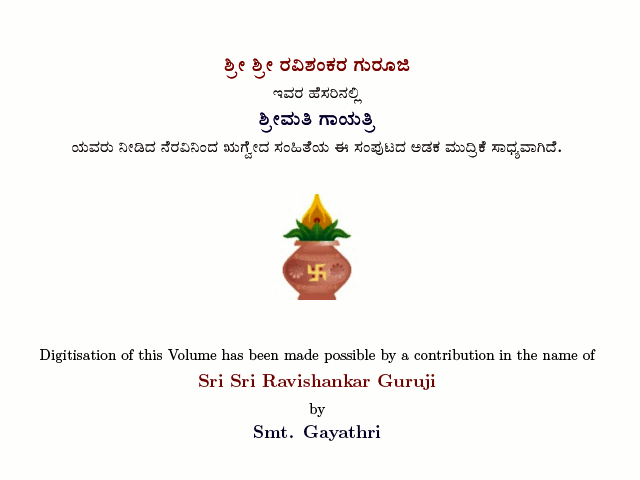 ಶ್ರೀ ಶ್ರೀ ರವಿಶಂಕರ ಗುರೂಜಿ
ಇವರ ಹೆಸರಿನಲ್ಲಿ
ಶ್ರೀಮತಿ ಗಾಯತ್ರಿ
ಯವರು ನೀಡಿದ ನೆರವಿನಿಂದ ಋಗ್ವೇದ ಸಂಹಿತೆಯ ಈ ಸಂಪುಟದ ಅಡಕ ಮುದ್ರಿಕೆ ಸಾಧ್ಯವಾಗಿದೆ.
Digitisation of this Volume has been made possible by a contribution in the name of
Sri Sri Ravishankar Guruji
by
Smt. Gayathri